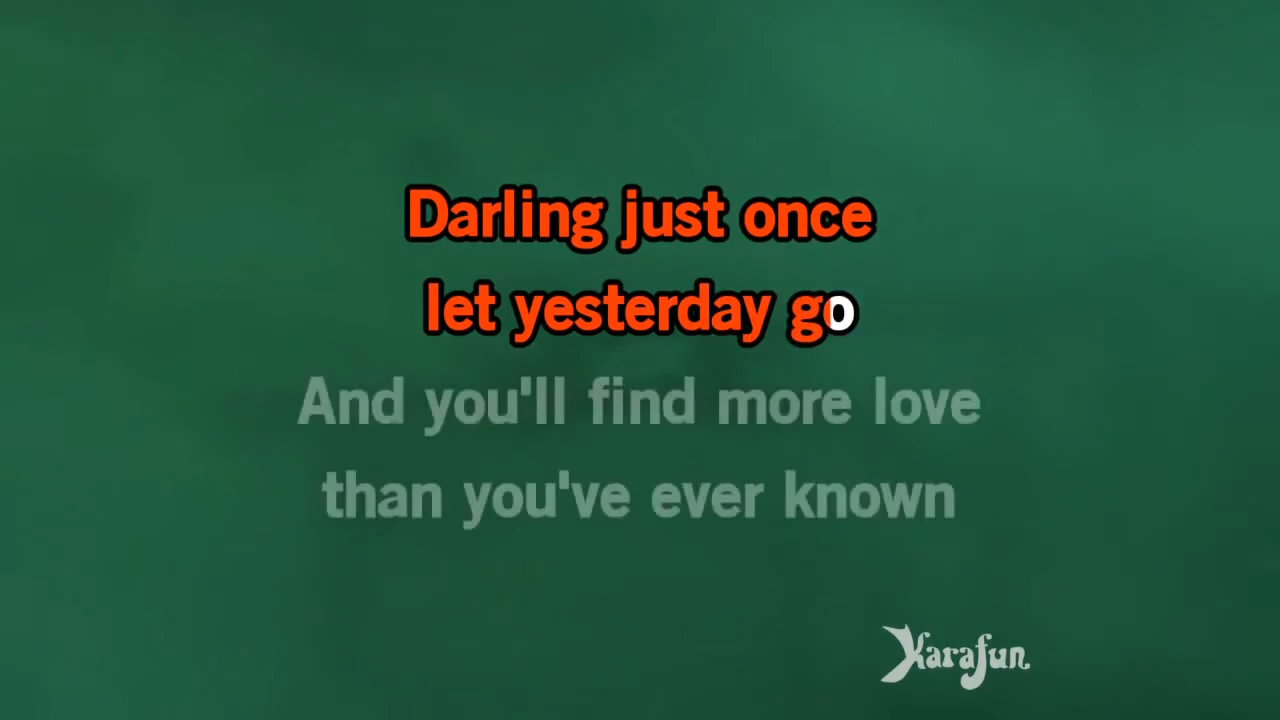 Darling just once
let yesterday go
And you'll find more love
than you've ever known
Karafun